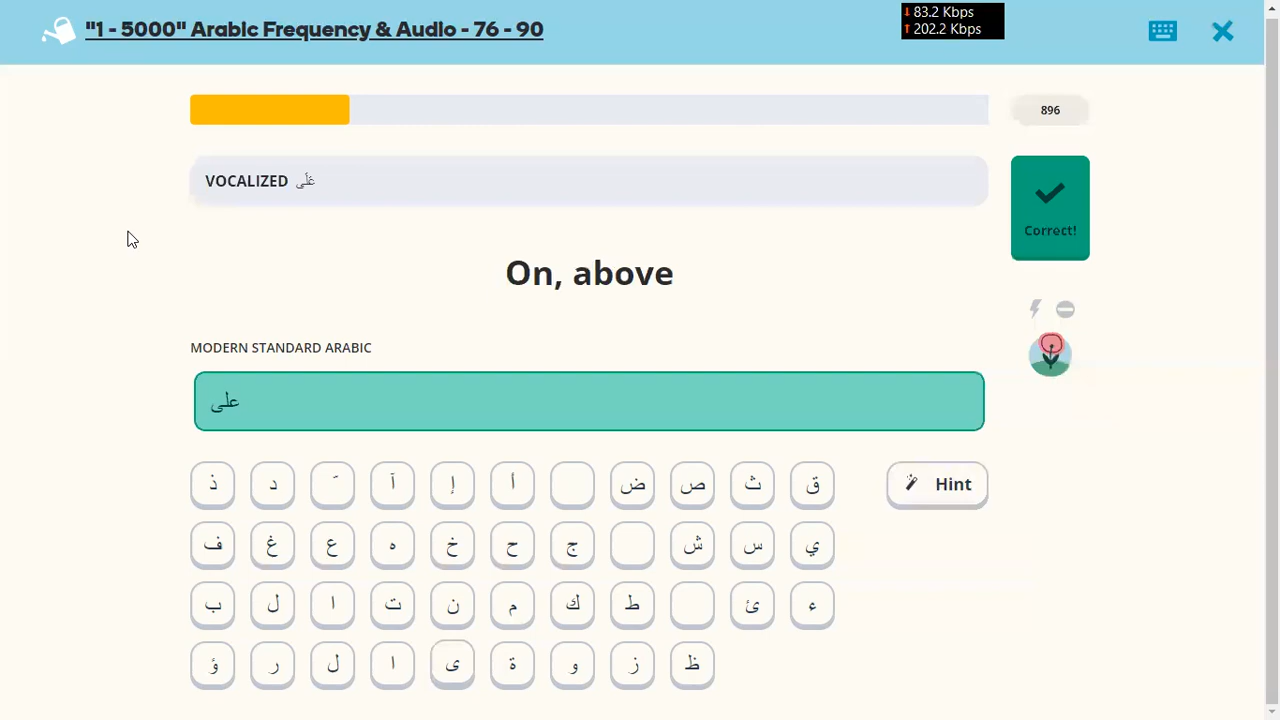 "1 - 5000" Arabic Frequency & Audio - 76 - 90
↓ 83.2 Kbps
↑ 202.2 Kbps
896
VOCALIZED عَلَى
Correct!
On, above
MODERN STANDARD ARABIC
على
ذ د َ آ إ أ ض ص ث ق
Hint
ف غ ع ه خ ح ج ش س ي
ب ل ا ت ن م ك ط ئ ء
ؤ ر ل ا ى ة و ز ظ